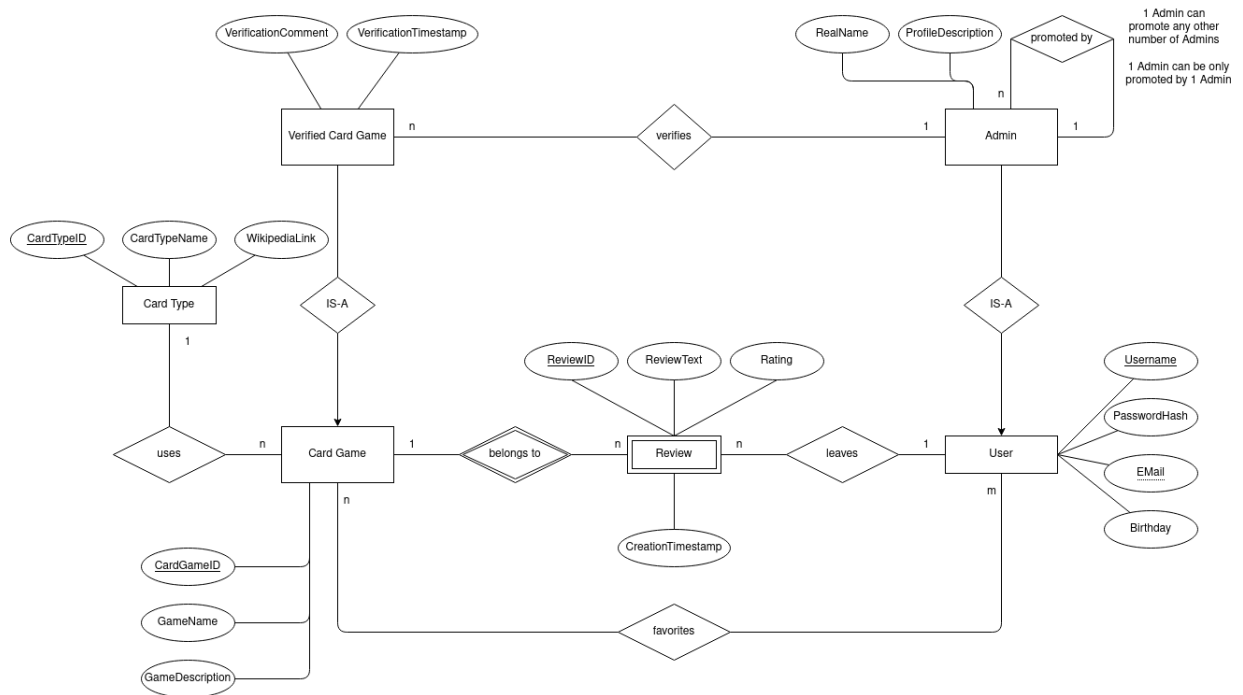 VerificationComment
VerificationTimestamp
RealName
ProfileDescription
promoted by
1 Admin can
promote any other
number of Admins
1 Admin can be only
promoted by 1 Admin
n
1
Verified Card Game
n
verifies
1
Admin
CardTypeID
CardTypeName
WikipediaLink
Card Type
1
IS-A
IS-A
ReviewID
ReviewText
Rating
Username
PasswordHash
EMail
Birthday
uses
n
Card Game
1
belongs to
n
Review
n
leaves
1
User
n
m
CreationTimestamp
CardGameID
GameName
GameDescription
favorites